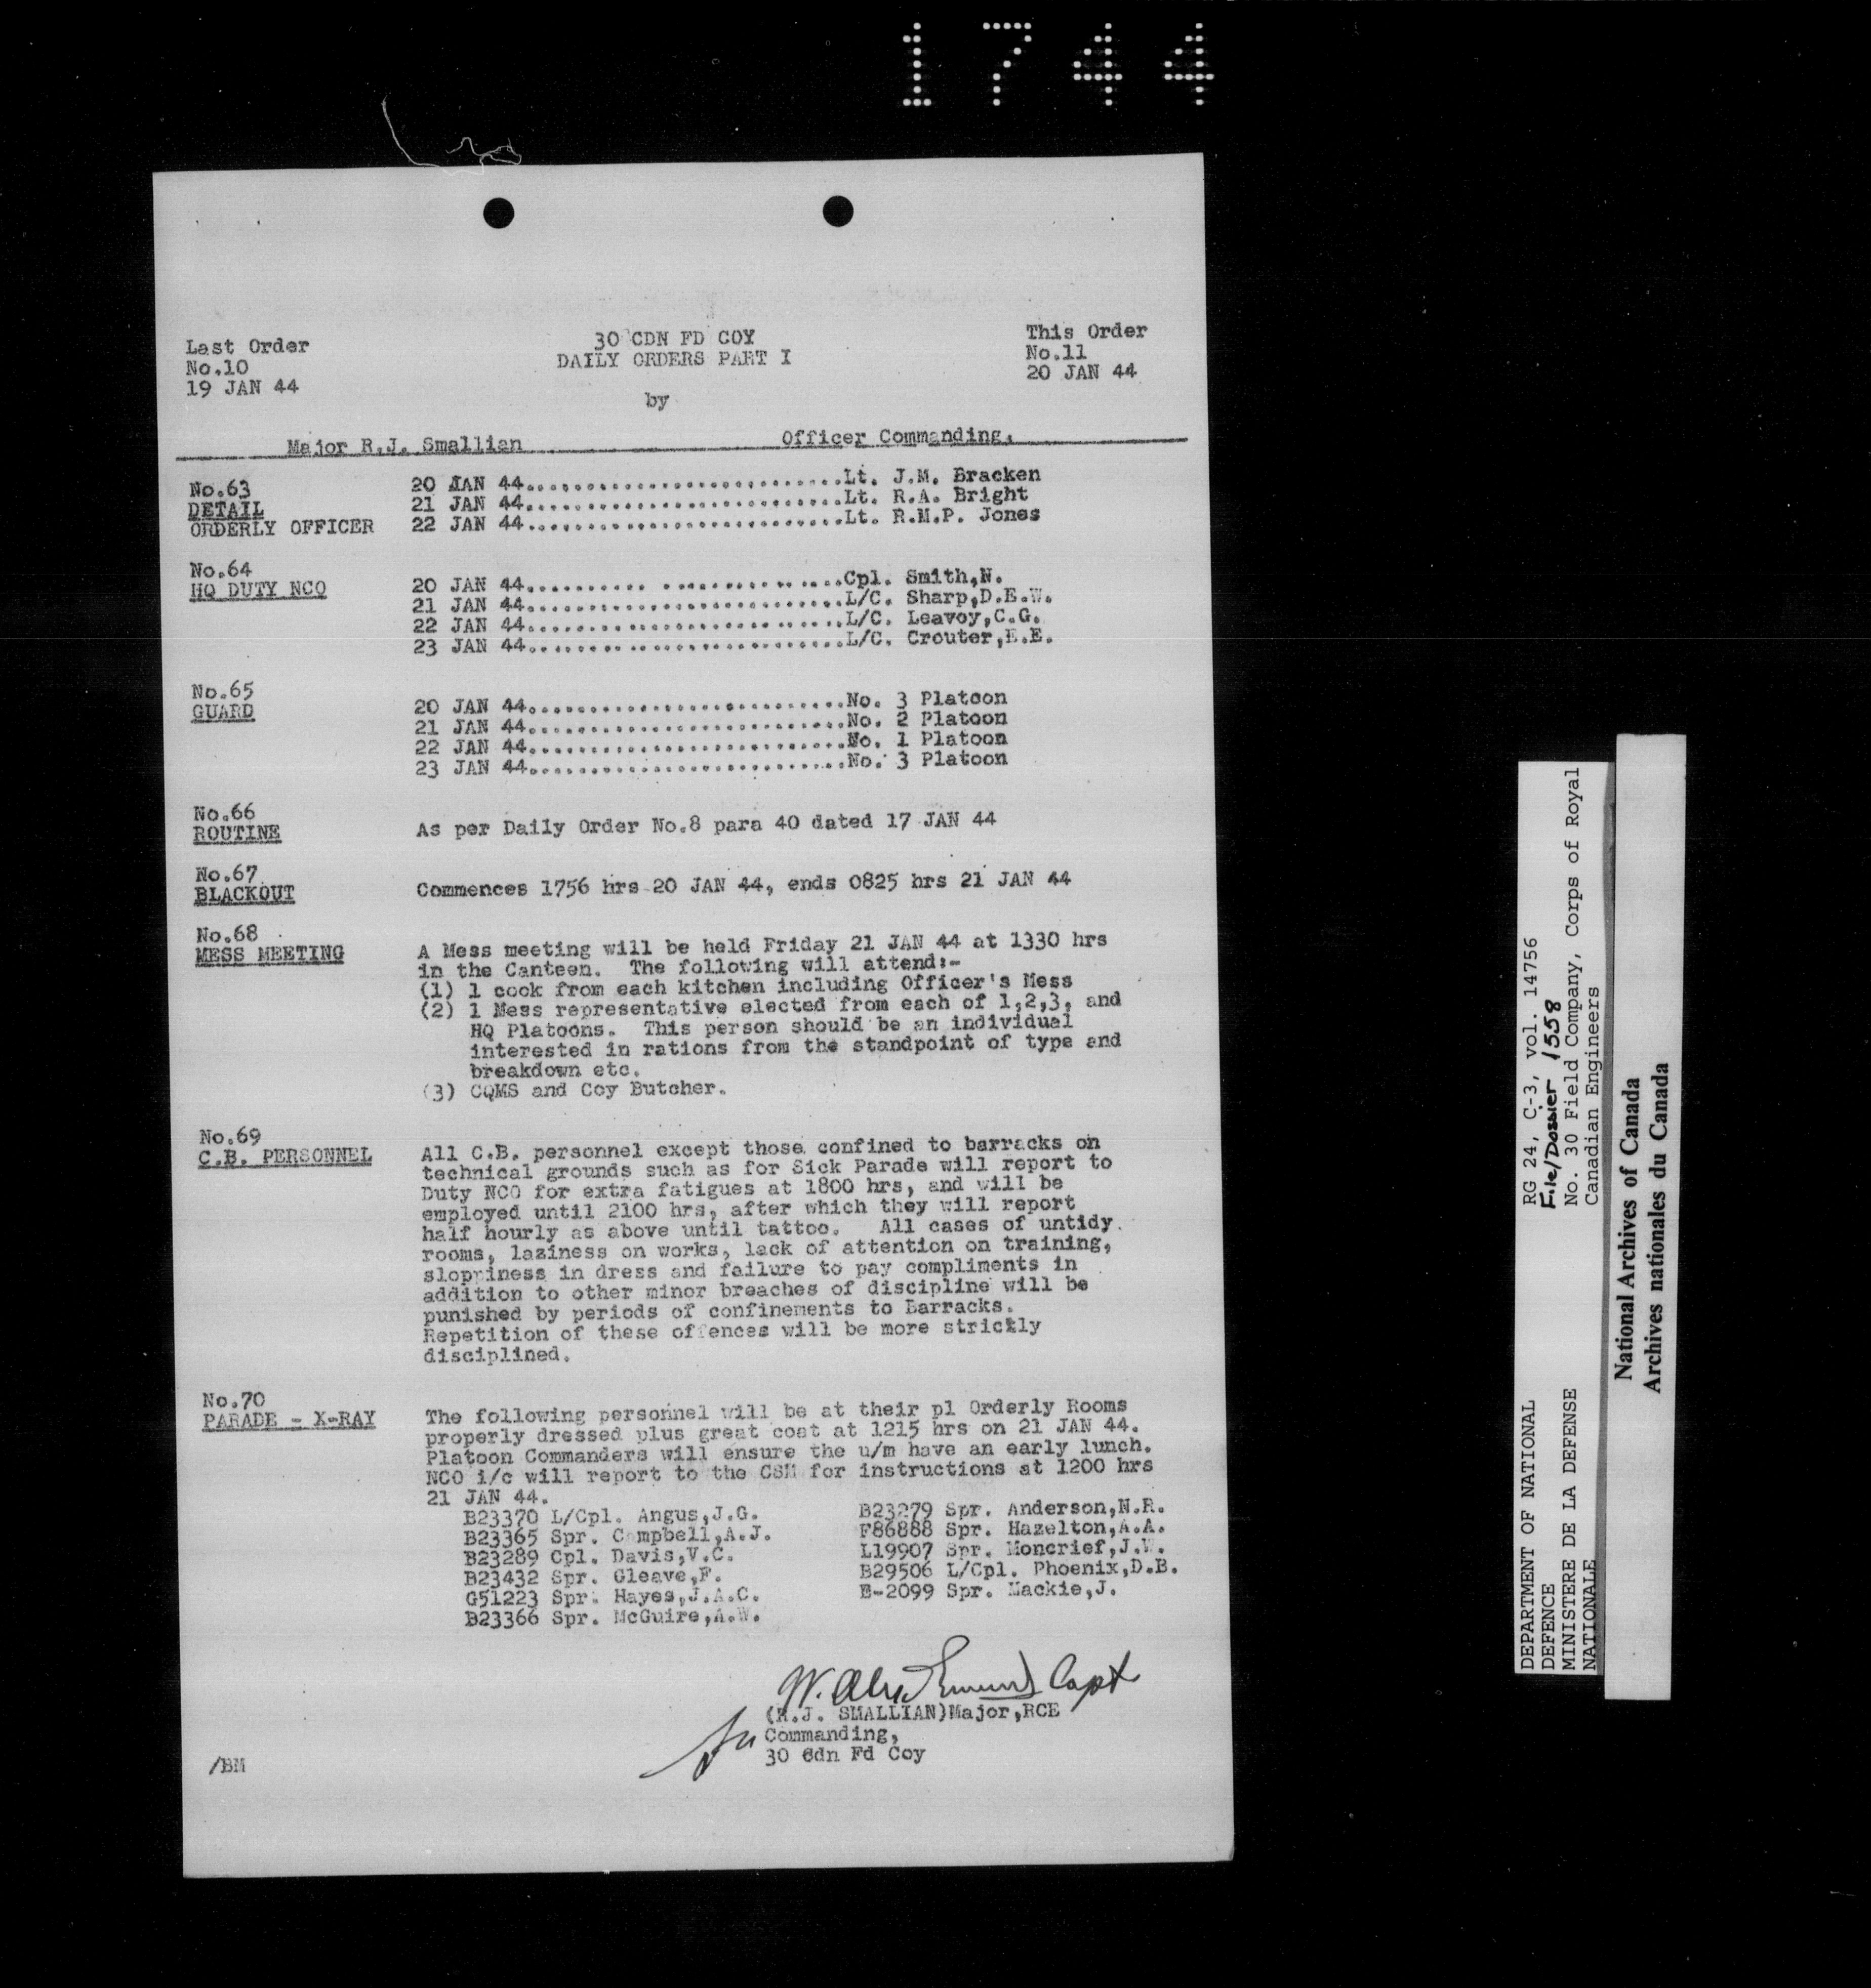 1744
Last Order
No.10
19 JAN 44
30 CDN FD COY
DAILY ORDERS PART I
by
This Order
No.11
20 JAN 44
Major R.J. Smallian Officer Commanding.
No.63
DETAIL
ORDERLY OFFICER
20 JAN 44..........................Lt. J.M. Bracken
21 JAN 44..........................Lt. R.A. Bright
22 JAN 44..........................Lt. R.M.P. Jones
No.64
HQ DUTY NCO
20 JAN 44.......... ...............Cpl. Smith,N.
21 JAN 44..........................L/C. Sharp,D.E.W.
22 JAN 44..........................L/C. Leavoy,C.G.
23 JAN 44..........................L/C. Crouter,E.E.
No.65
GUARD
20 JAN 44..........................No. 3 Platoon
21 JAN 44..........................No. 2 Platoon
22 JAN 44..........................No. 1 Platoon
23 JAN 44..........................No. 3 Platoon
No.66
ROUTINE
As per Daily Order No.8 para 40 dated 17 JAN 44
No.67
BLACKOUT
Commences 1756 hrs 20 JAN 44, ends 0825 hrs 21 JAN 44
No.68
MESS MEETING
A Mess meeting will be held Friday 21 JAN 44 at 1330 hrs
in the Canteen. The following will attend:-
(1) 1 cook from each kitchen including Officer's Mess
(2) 1 Mess representative elected from each of 1,2,3, and
HQ Platoons. This person should be an individual
interested in rations from the standpoint of type and
breakdown etc.
(3) CQMS and Coy Butcher.
No.69
C.B. PERSONNEL
All C.B. personnel except those confined to barracks on
technical grounds such as for Sick Parade will report to
Duty NCO for extra fatigues at 1800 hrs, and will be
employed until 2100 hrs, after which they will report
half hourly as above until tattoo. All cases of untidy
rooms, laziness on works, lack of attention on training,
sloppiness in dress and failure to pay compliments in
addition to other minor breaches of discipline will be
punished by periods of confinements to Barracks.
Repetition of these offences will be more strictly
disciplined.
No.70
PARADE - X-RAY
The following personnel will be at their pl Orderly Rooms
properly dressed plus great coat at 1215 hrs on 21 JAN 44.
Platoon Commanders will ensure the u/m have an early lunch.
NCO i/c will report to the CSM for instructions at 1200 hrs
21 JAN 44.
B23370 L/Cpl. Angus,J.G.
B23365 Spr. Campbell,A.J.
B23289 Cpl. Davis,V.C.
B23432 Spr. Gleave,F.
G51223 Spr. Hayes,J.A.C.
B23366 Spr. McGuire,A.W.
B23279 Spr. Anderson,N.R.
F86888 Spr. Hazelton,A.A.
L19907 Spr. Moncrief,J.W.
B29506 L/Cpl. Phoenix,D.B.
E-2099 Spr. Mackie,J.
Capt
(R.J. SMALLIAN)Major,RCE
for Commanding,
30 Cdn Fd Coy
/BM
DEPARTMENT OF NATIONAL
DEFENCE
MINISTERE DE LA DEFENSE
NATIONALE
RG 24, C-3, vol. 14756
File/Dossier 1558
No. 30 Field Company, Corps of Royal
Canadian Engineers
National Archives of Canada
Archives nationales du Canada